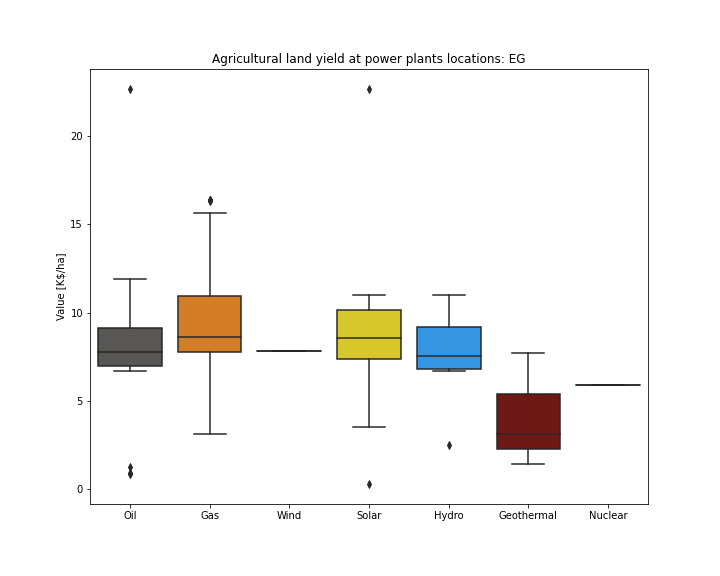 Agricultural land yield at power plants locations: EG
Value [K$/ha]
20
15
10
5
0
Oil Gas Wind Solar Hydro Geothermal Nuclear